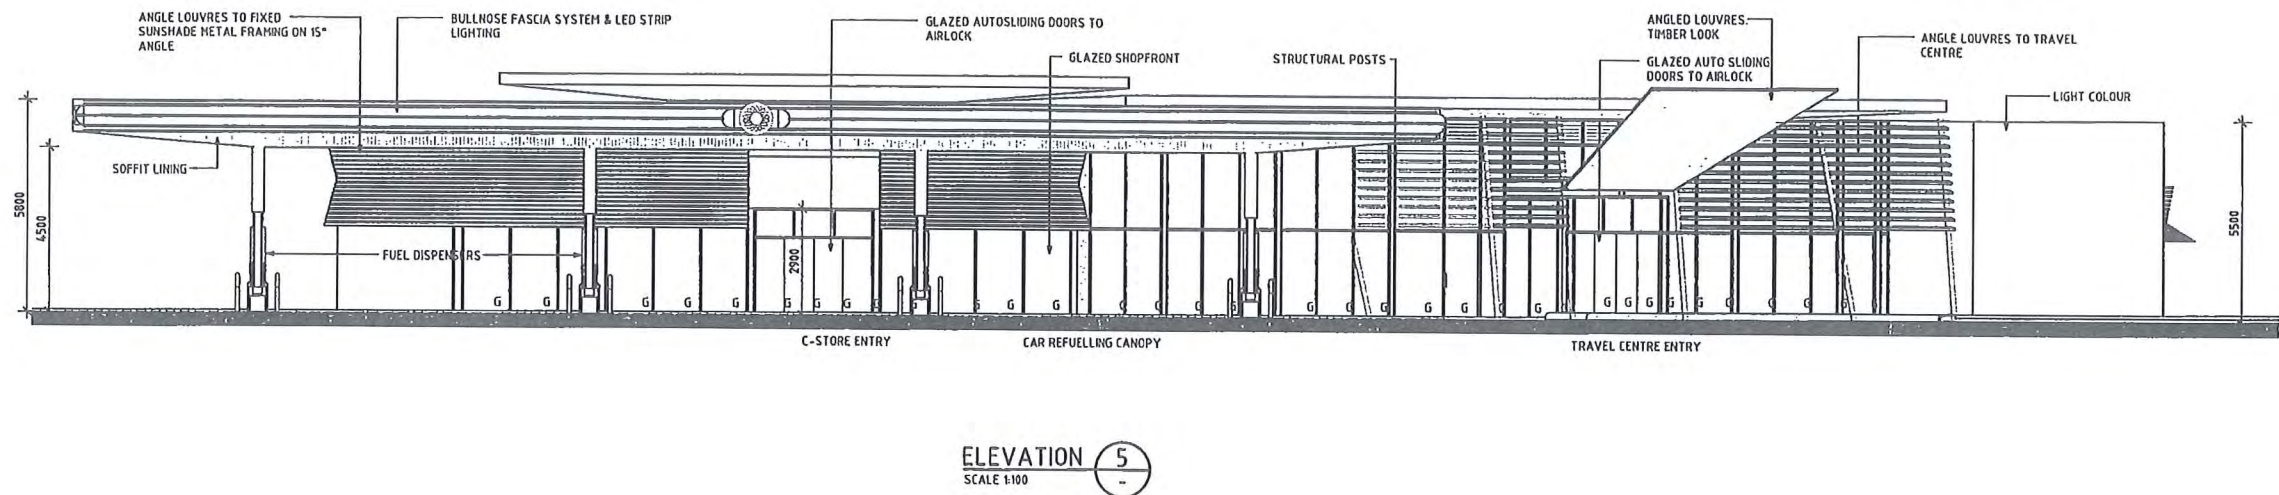 ANGLE LOUVRES TO FIXED
SUNSHADE METAL FRAMING ON 15°
ANGLE
BULLNOSE FASCIA SYSTEM & LED STRIP
LIGHTING
GLAZED AUTOSLIDING DOORS TO
AIRLOCK
GLAZED SHOPFRONT
STRUCTURAL POSTS
ANGLED LOUVRES.
TIMBER LOOK
GLAZED AUTO SLIDING
DOORS TO AIRLOCK
ANGLE LOUVRES TO TRAVEL
CENTRE
LIGHT COLOUR
SOFFIT LINING
5800
4500
FUEL DISPENSERS
2900
5500
G G G G G G G G G G G G G G G G G G G G G G G G G G G G G G G
C-STORE ENTRY
CAR REFUELLING CANOPY
TRAVEL CENTRE ENTRY
ELEVATION 5
SCALE 1:100
-